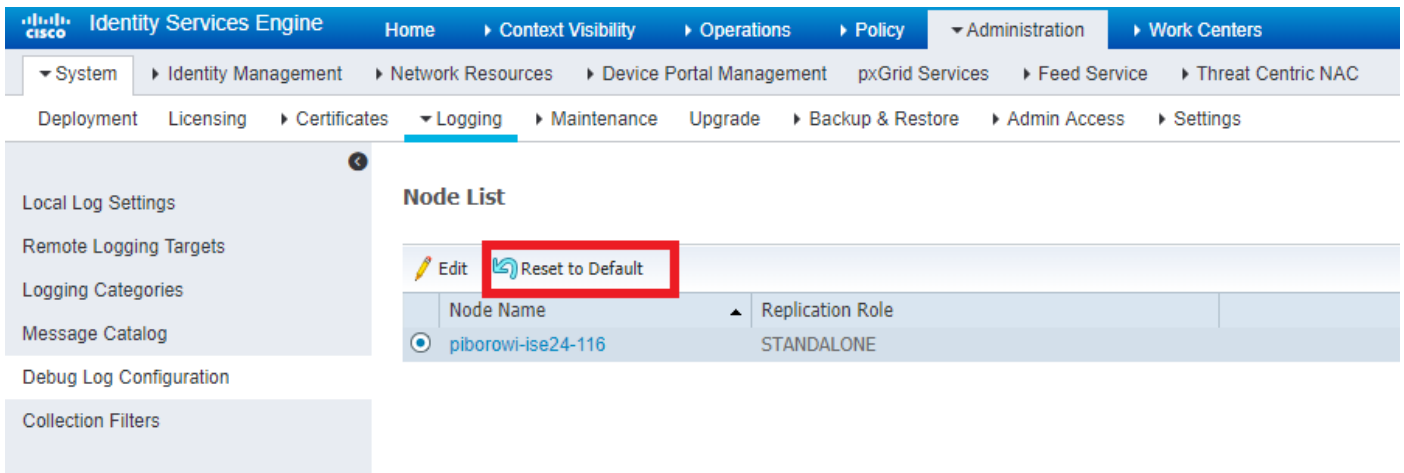 cisco Identity Services Engine Home Context Visibility Operations Policy Administration Work Centers
System Identity Management Network Resources Device Portal Management pxGrid Services Feed Service Threat Centric NAC
Deployment Licensing Certificates Logging Maintenance Upgrade Backup & Restore Admin Access Settings
Local Log Settings
Remote Logging Targets
Logging Categories
Message Catalog
Debug Log Configuration
Collection Filters
Node List
Edit Reset to Default
Node Name Replication Role
piborowi-ise24-116 STANDALONE